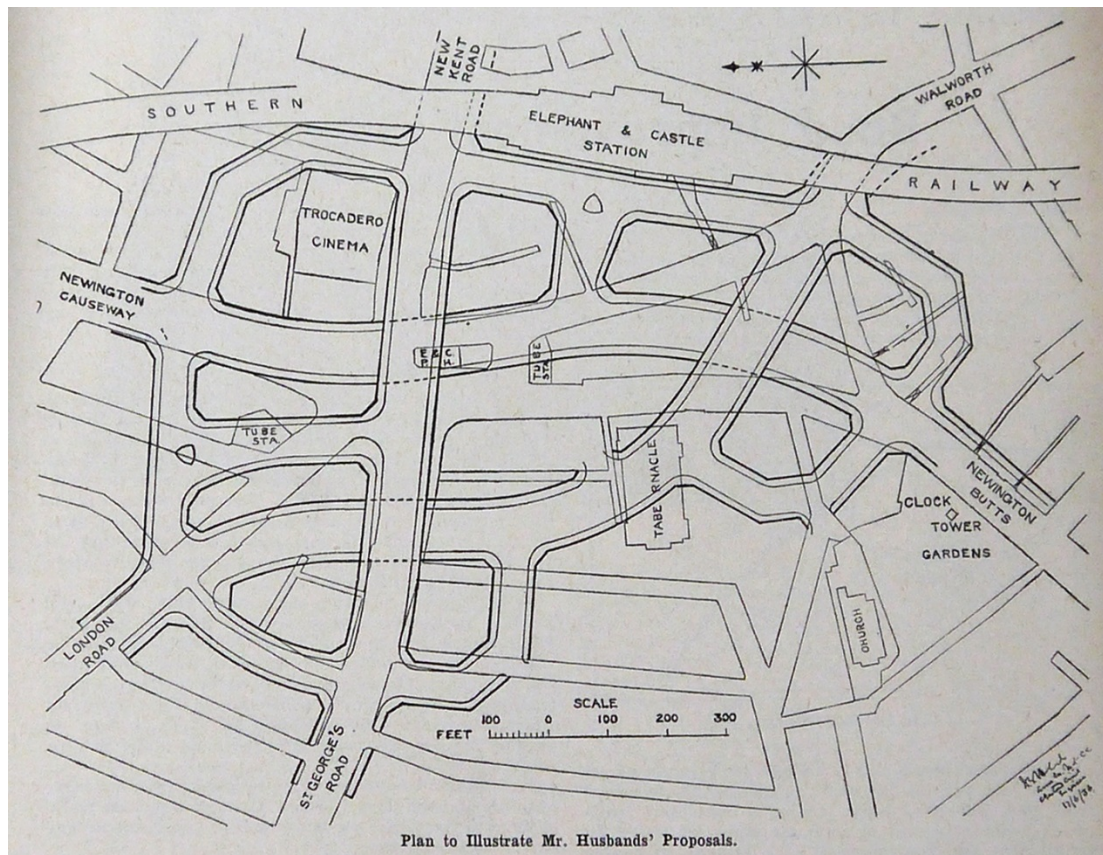 NEW
KENT
ROAD
WALWORTH
ROAD
SOUTHERN
ELEPHANT & CASTLE
STATION
RAILWAY
TROCADERO
CINEMA
NEWINGTON
CAUSEWAY
E & C
P. H.
TUBE
STA.
TUBE
STA.
TABERNACLE
NEWINGTON
BUTTS
CLOCK
TOWER
GARDENS
CHURCH
LONDON
ROAD
ST GEORGE'S
ROAD
SCALE
100 0 100 200 300
FEET
Plan to Illustrate Mr. Husbands' Proposals.